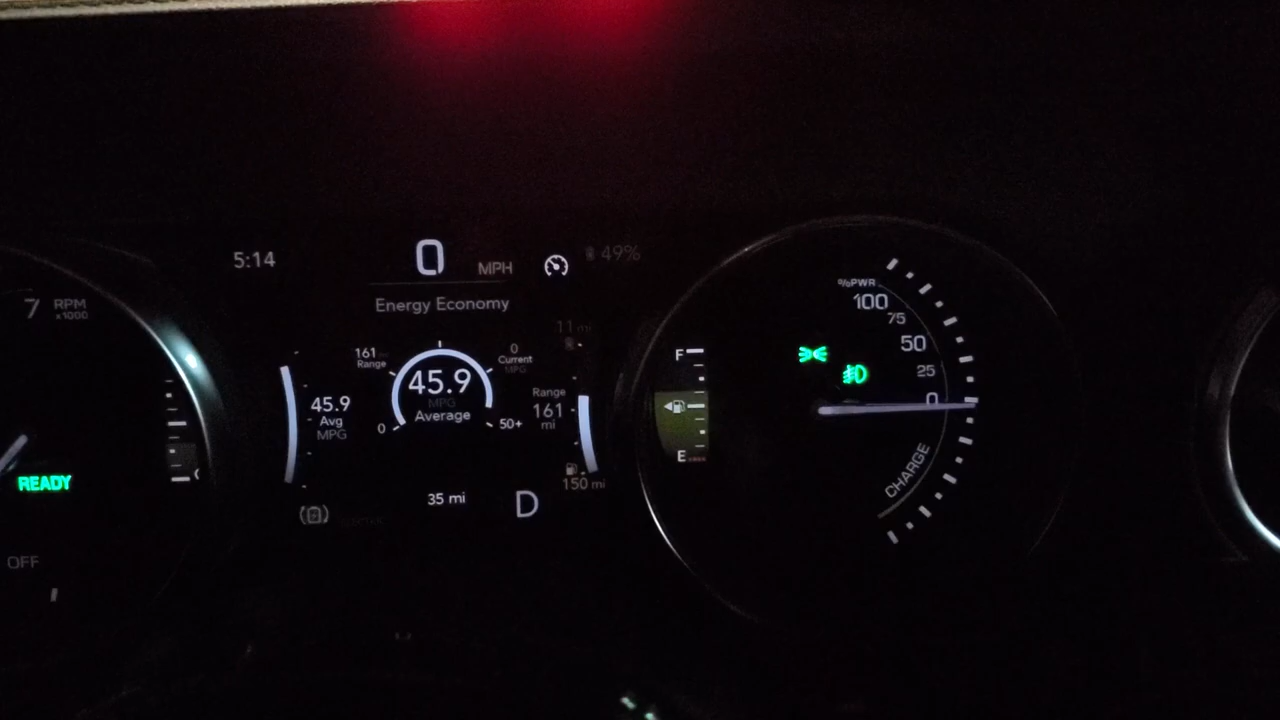 5:14
0
MPH
49%
Energy Economy
7
RPM
x1000
READY
OFF
161
Range
45.9
Avg
MPG
45.9
MPG
Average
0
50+
0
Current
MPG
11 mi
Range
161
mi
150 mi
35 mi
D
F
E
%PWR
100
75
50
25
0
CHARGE